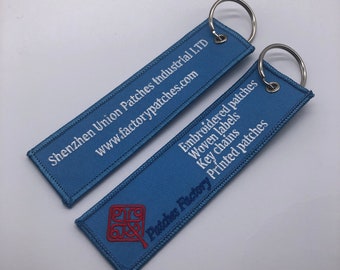 Shenzhen Union Patches Industrial LTD
www.factorypatches.com
Embroidered patches
Woven labels
Key chains
Printed patches
Patches Factory